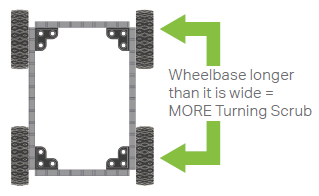 Wheelbase longer
than it is wide =
MORE Turning Scrub